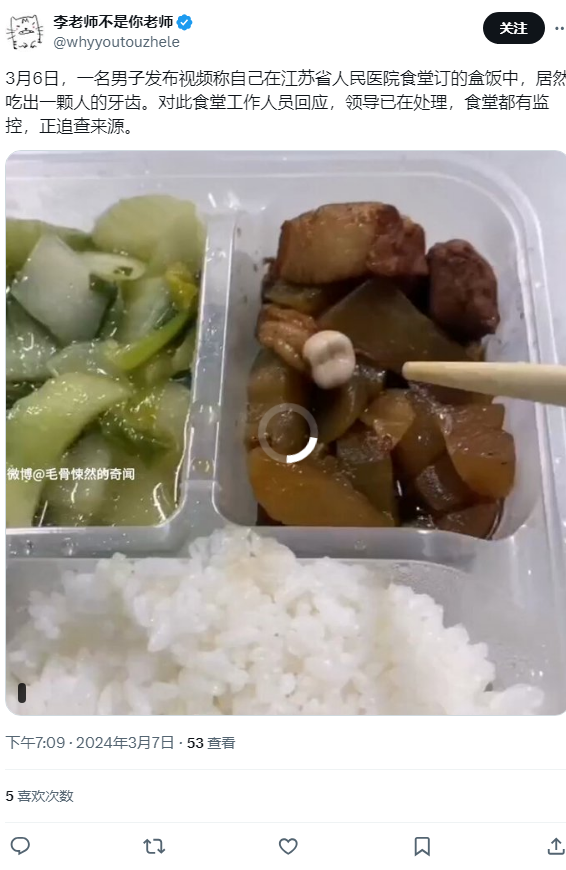 李老师不是你老师
@whyyoutouzhele
关注
3月6日，一名男子发布视频称自己在江苏省人民医院食堂订的盒饭中，居然
吃出一颗人的牙齿。对此食堂工作人员回应，领导已在处理，食堂都有监
控，正追查来源。
微博@毛骨悚然的奇闻
下午7:09 · 2024年3月7日 · 53 查看
5 喜欢次数